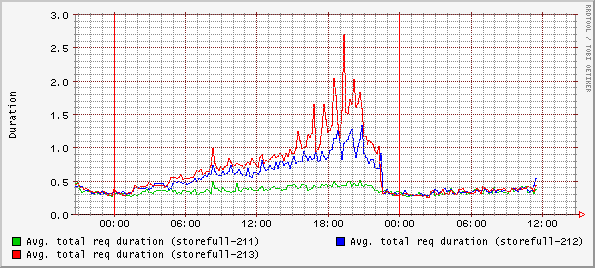 RRDTOOL / TOBI OETIKER
3.0
2.5
2.0
1.5
1.0
0.5
0.0
Duration
00:00 06:00 12:00 18:00 00:00 06:00 12:00
Avg. total req duration (storefull-211) Avg. total req duration (storefull-212)
Avg. total req duration (storefull-213)